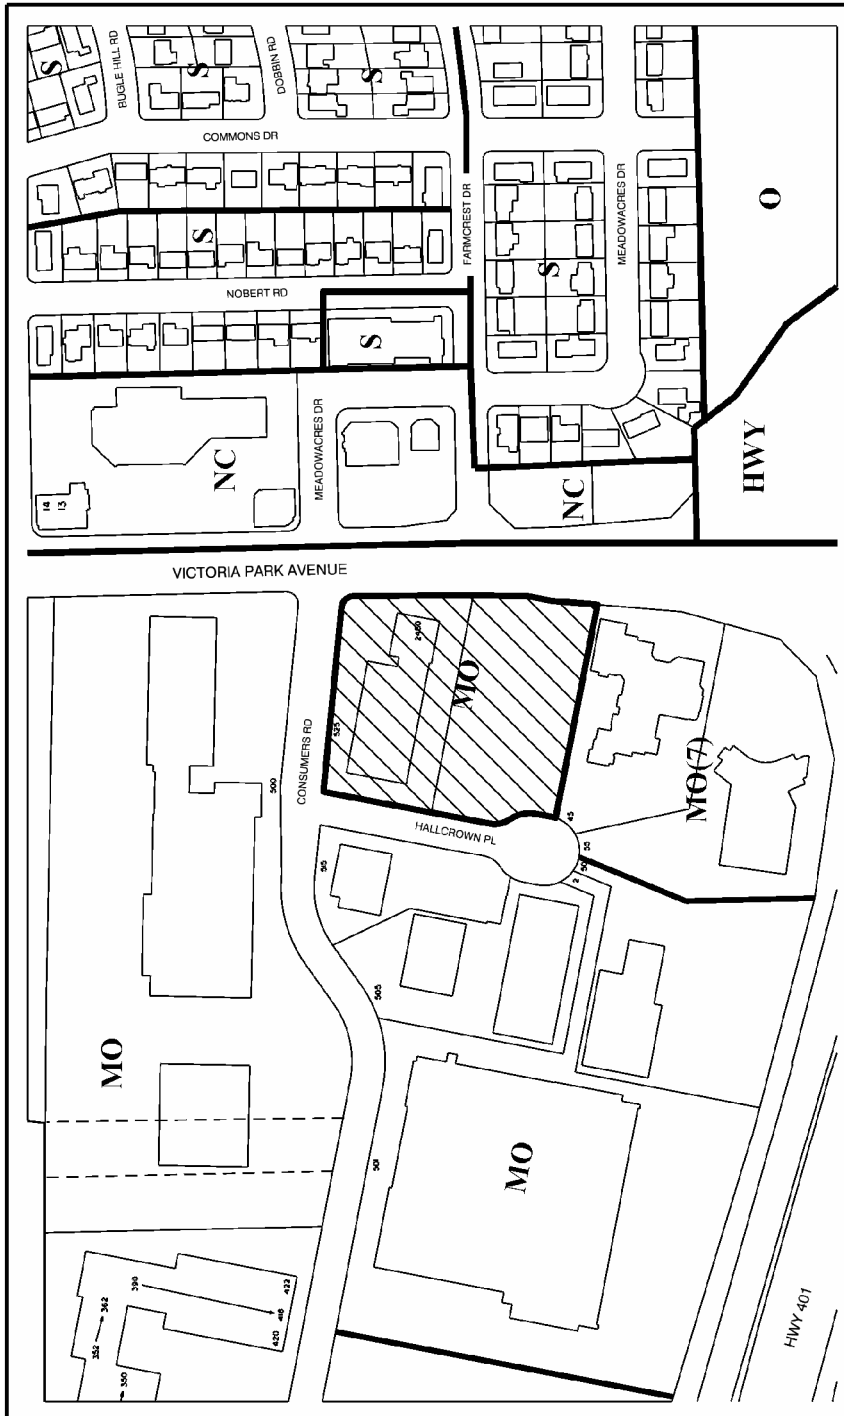 BUGLE HILL RD
DOBBIN RD
S
S
S
COMMONS DR
FARMCREST DR
MEADOWACRES DR
O
S
S
NOBERT RD
S
MEADOWACRES DR
NC
14
13
NC
HWY
VICTORIA PARK AVENUE
CONSUMERS RD
525
2450
MO
500
MO(7)
HALLCROWN PL
45
55
50
2
515
505
MO
501
MO
352
362
350
390
418
420
422
HWY 401